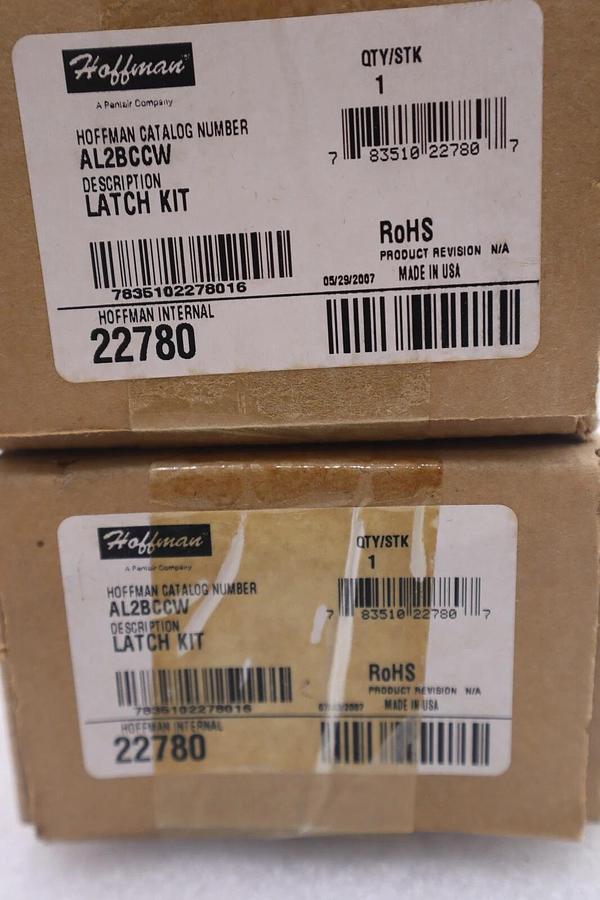 Hoffman
A Pentair Company
QTY/STK
1
HOFFMAN CATALOG NUMBER
AL2BCCW
7 83510 22780 7
DESCRIPTION
LATCH KIT
RoHS
PRODUCT REVISION N/A
7835102278016
05/29/2007 MADE IN USA
HOFFMAN INTERNAL
22780
Hoffman
A Pentair Company
QTY/STK
1
HOFFMAN CATALOG NUMBER
AL2BCCW
7 83510 22780 7
DESCRIPTION
LATCH KIT
RoHS
PRODUCT REVISION N/A
7835102278016
MADE IN USA
HOFFMAN INTERNAL
22780